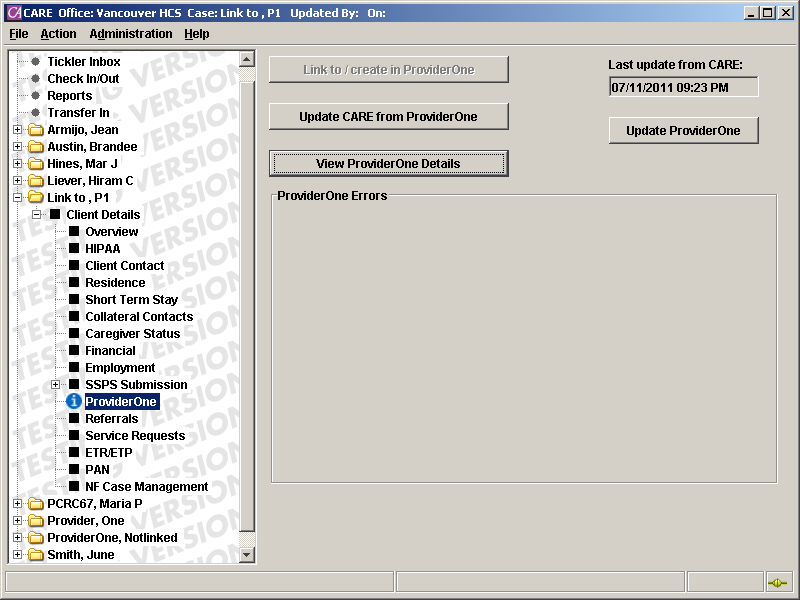 CARE Office: Vancouver HCS Case: Link to , P1 Updated By: On:
File Action Administration Help
Tickler Inbox
Check In/Out
Reports
Transfer In
Armijo, Jean
Austin, Brandee
Hines, Mar J
Liever, Hiram C
Link to , P1
Client Details
Overview
HIPAA
Client Contact
Residence
Short Term Stay
Collateral Contacts
Caregiver Status
Financial
Employment
SSPS Submission
ProviderOne
Referrals
Service Requests
ETR/ETP
PAN
NF Case Management
PCRC67, Maria P
Provider, One
ProviderOne, Notlinked
Smith, June
Link to / create in ProviderOne
Update CARE from ProviderOne
View ProviderOne Details
Last update from CARE:
07/11/2011 09:23 PM
Update ProviderOne
ProviderOne Errors